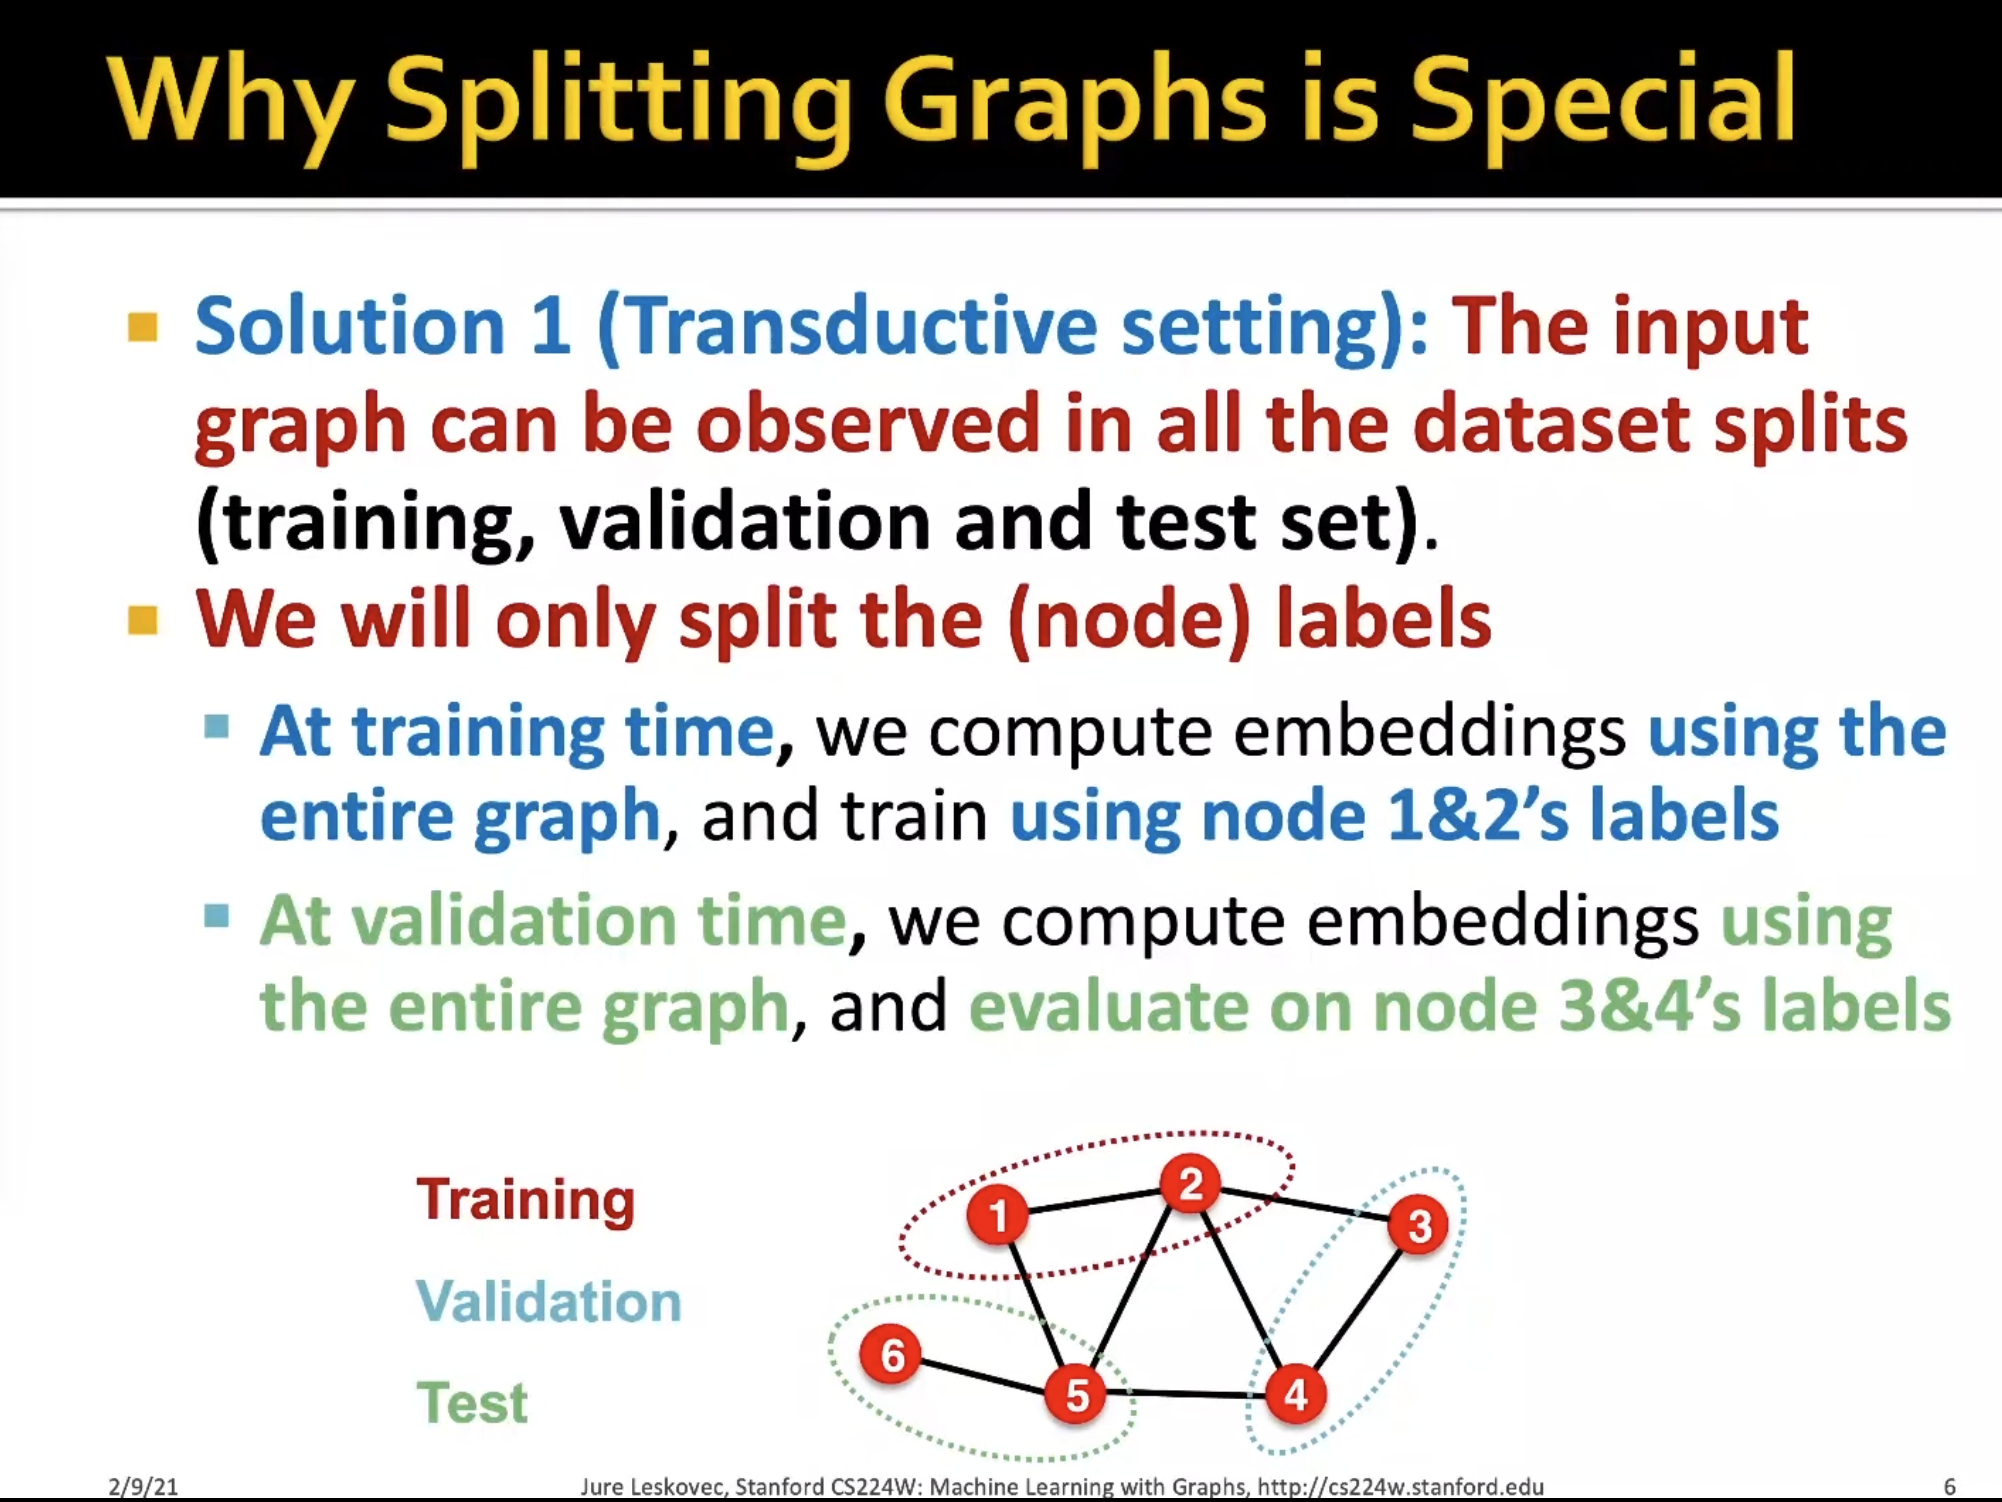 Why Splitting Graphs is Special
Solution 1 (Transductive setting): The input
graph can be observed in all the dataset splits
(training, validation and test set).
We will only split the (node) labels
At training time, we compute embeddings using the
entire graph, and train using node 1&2’s labels
At validation time, we compute embeddings using
the entire graph, and evaluate on node 3&4’s labels
Training
Validation
Test
1
2
3
6
5
4
2/9/21
Jure Leskovec, Stanford CS224W: Machine Learning with Graphs, http://cs224w.stanford.edu
6